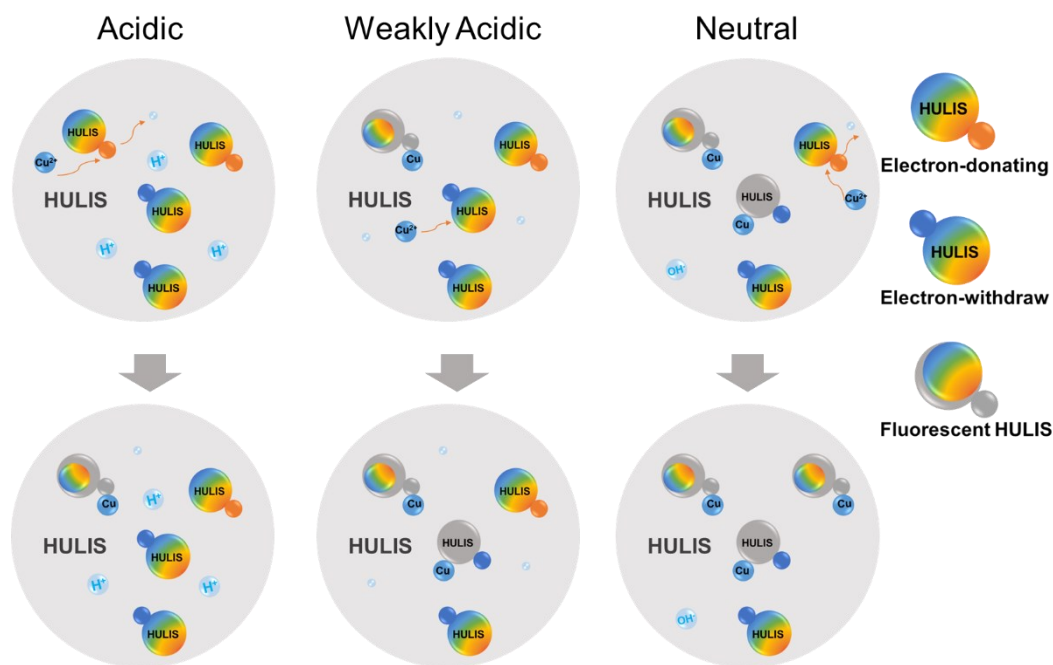 Acidic
Weakly Acidic
Neutral
HULIS
HULIS
Cu²⁺
H⁺
HULIS
HULIS
H⁺
H⁺
HULIS
Cu
HULIS
HULIS
Cu²⁺
HULIS
HULIS
Cu
HULIS
HULIS
HULIS
Cu²⁺
Cu
OH⁻
HULIS
HULIS
Electron-donating
HULIS
Electron-withdraw
Fluorescent HULIS
Cu
H⁺
HULIS
HULIS
HULIS
H⁺
H⁺
HULIS
Cu
HULIS
HULIS
HULIS
Cu
HULIS
Cu
Cu
HULIS
HULIS
Cu
OH⁻
HULIS